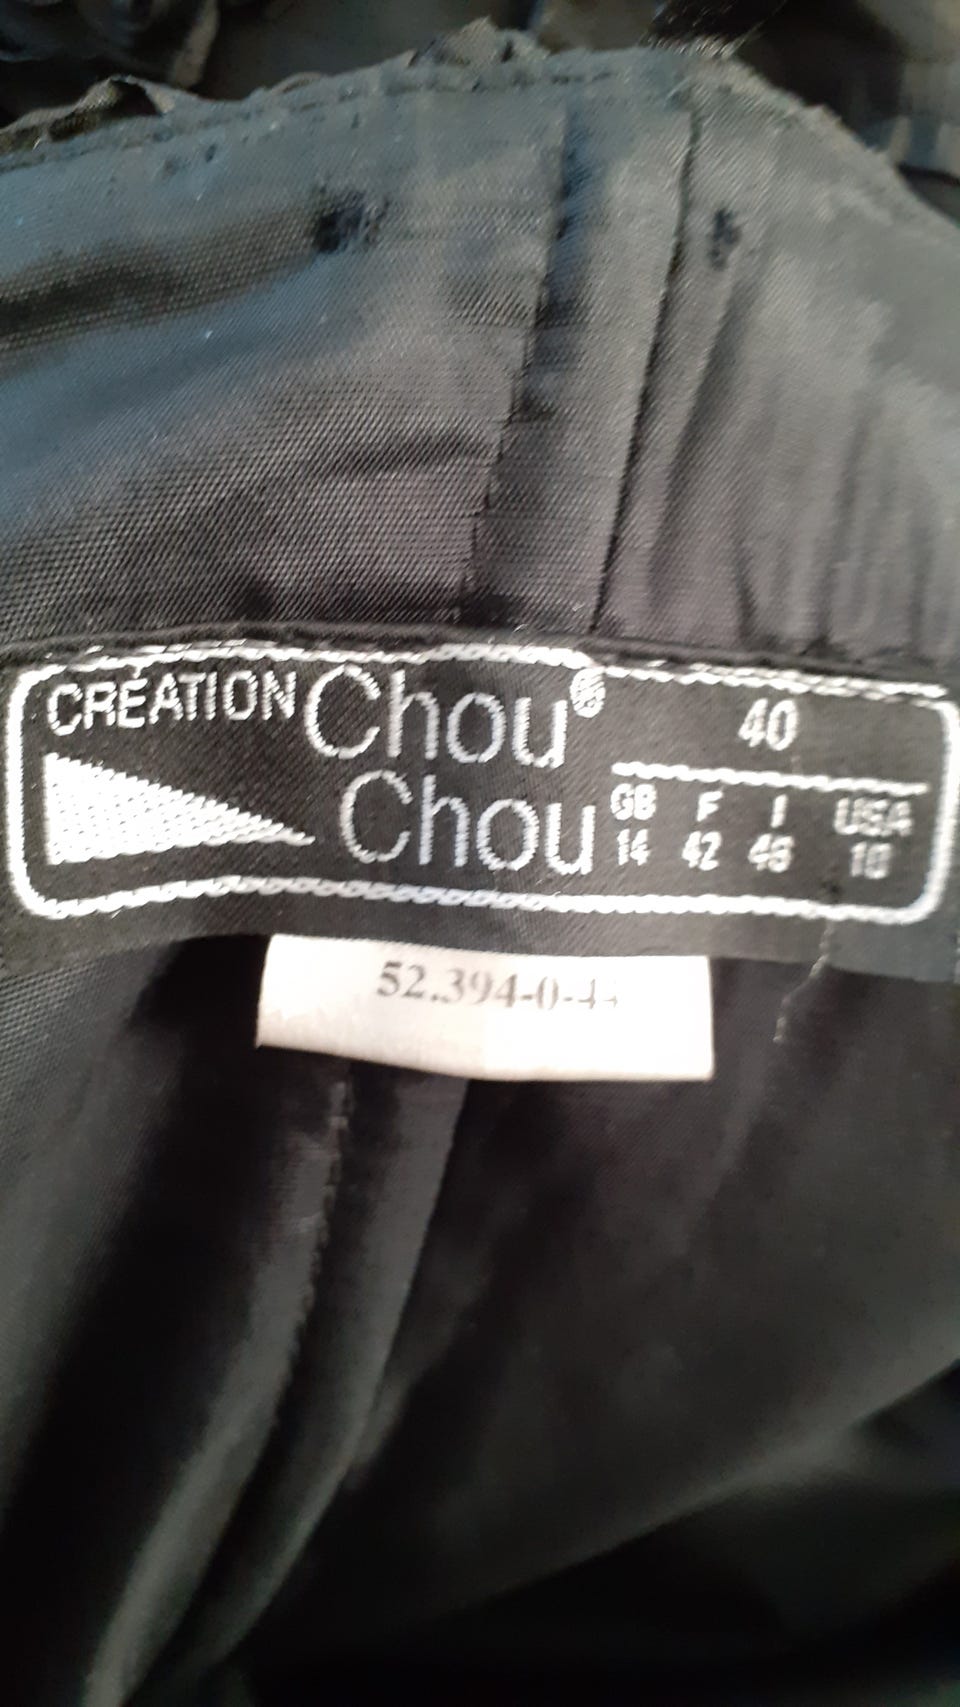 CRÉATION Chou®
Chou
40
GB F I USA
14 42 46 10
52.394-0-44